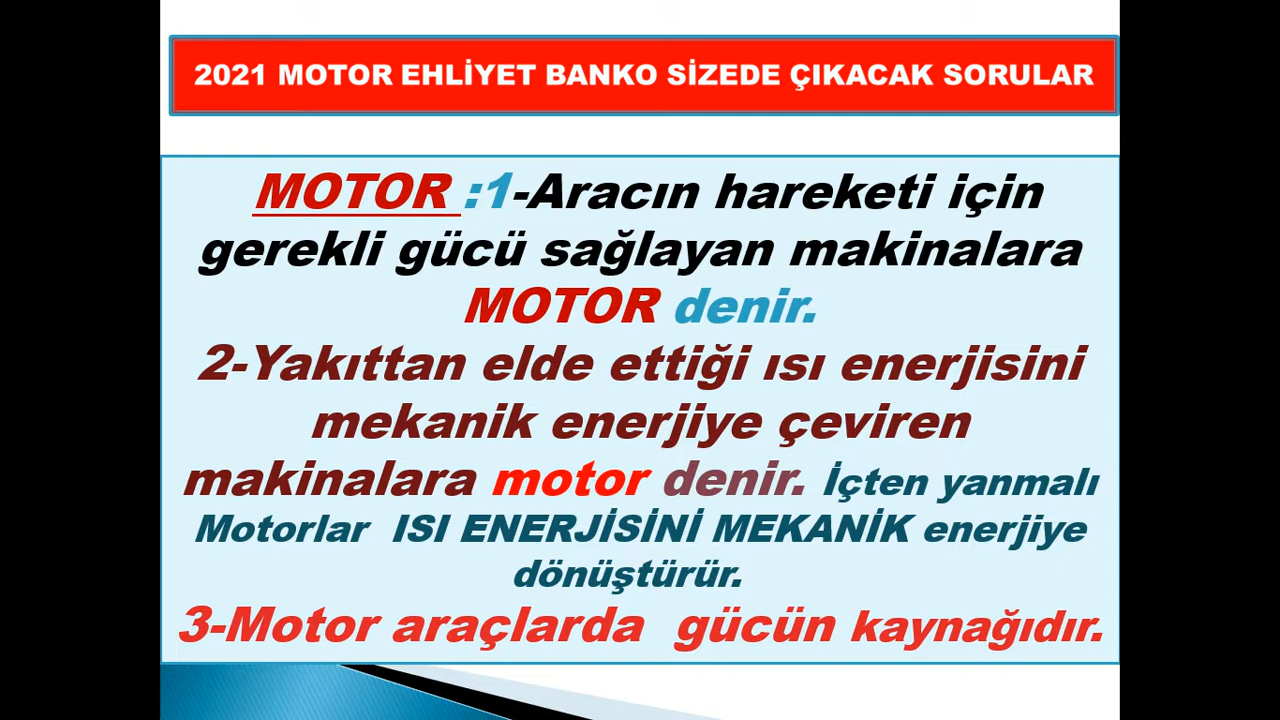 2021 MOTOR EHLİYET BANKO SİZEDE ÇIKACAK SORULAR
MOTOR :1-Aracın hareketi için
gerekli gücü sağlayan makinalara
MOTOR denir.
2-Yakıttan elde ettiği ısı enerjisini
mekanik enerjiye çeviren
makinalara motor denir. İçten yanmalı
Motorlar ISI ENERJİSİNİ MEKANİK enerjiye
dönüştürür.
3-Motor araçlarda gücün kaynağıdır.